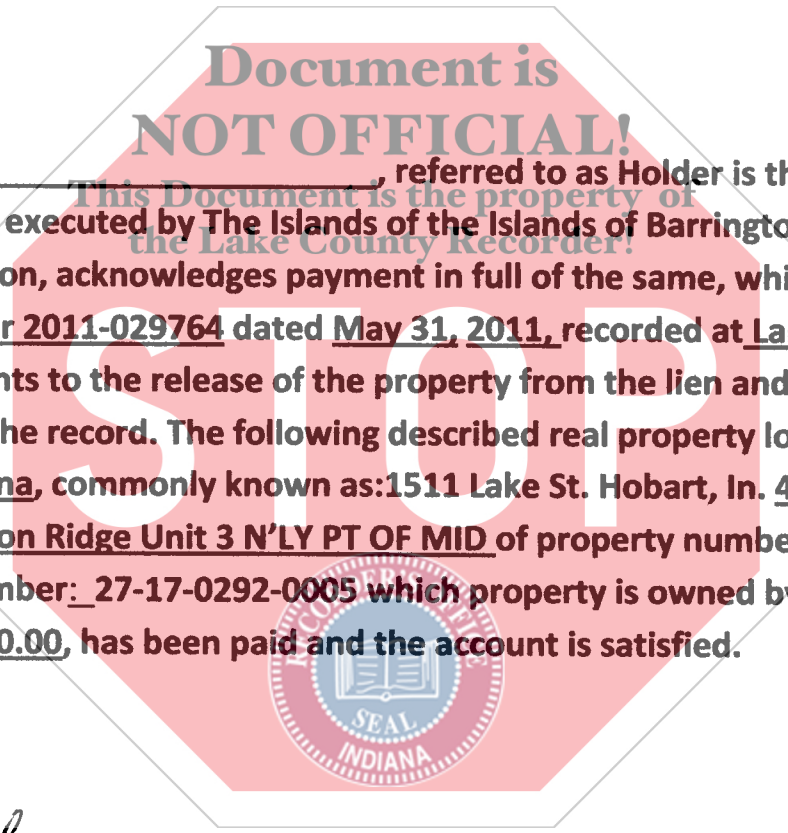 Document is
NOT OFFICIAL!
, referred to as Holder is th
This Document is the property of
executed by The Islands of the Islands of Barringto
the Lake County Recorder!
on, acknowledges payment in full of the same, whi
r 2011-029764 dated May 31, 2011, recorded at La
nts to the release of the property from the lien and
he record. The following described real property lo
na, commonly known as:1511 Lake St. Hobart, In. 4
on Ridge Unit 3 N'LY PT OF MID of property numbe
nber:_27-17-0292-0005 which property is owned by
0.00, has been paid and the account is satisfied.
STOP
RECORDER'S OFFICE
SEAL
INDIANA